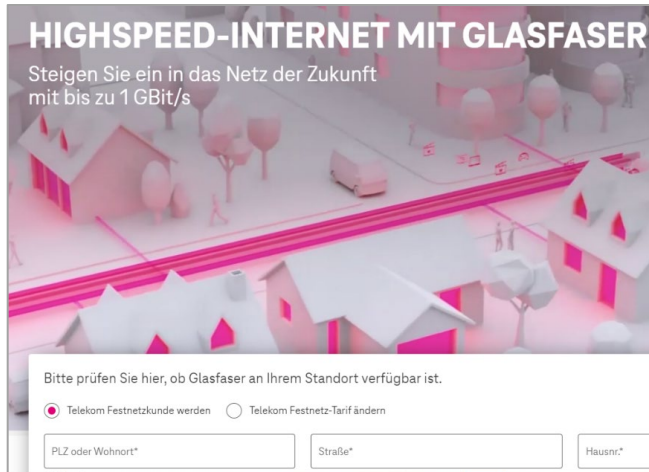 HIGHSPEED-INTERNET MIT GLASFASER
Steigen Sie ein in das Netz der Zukunft
mit bis zu 1 GBit/s
Bitte prüfen Sie hier, ob Glasfaser an Ihrem Standort verfügbar ist.
Telekom Festnetzkunde werden Telekom Festnetz-Tarif ändern
PLZ oder Wohnort* Straße* Hausnr.*